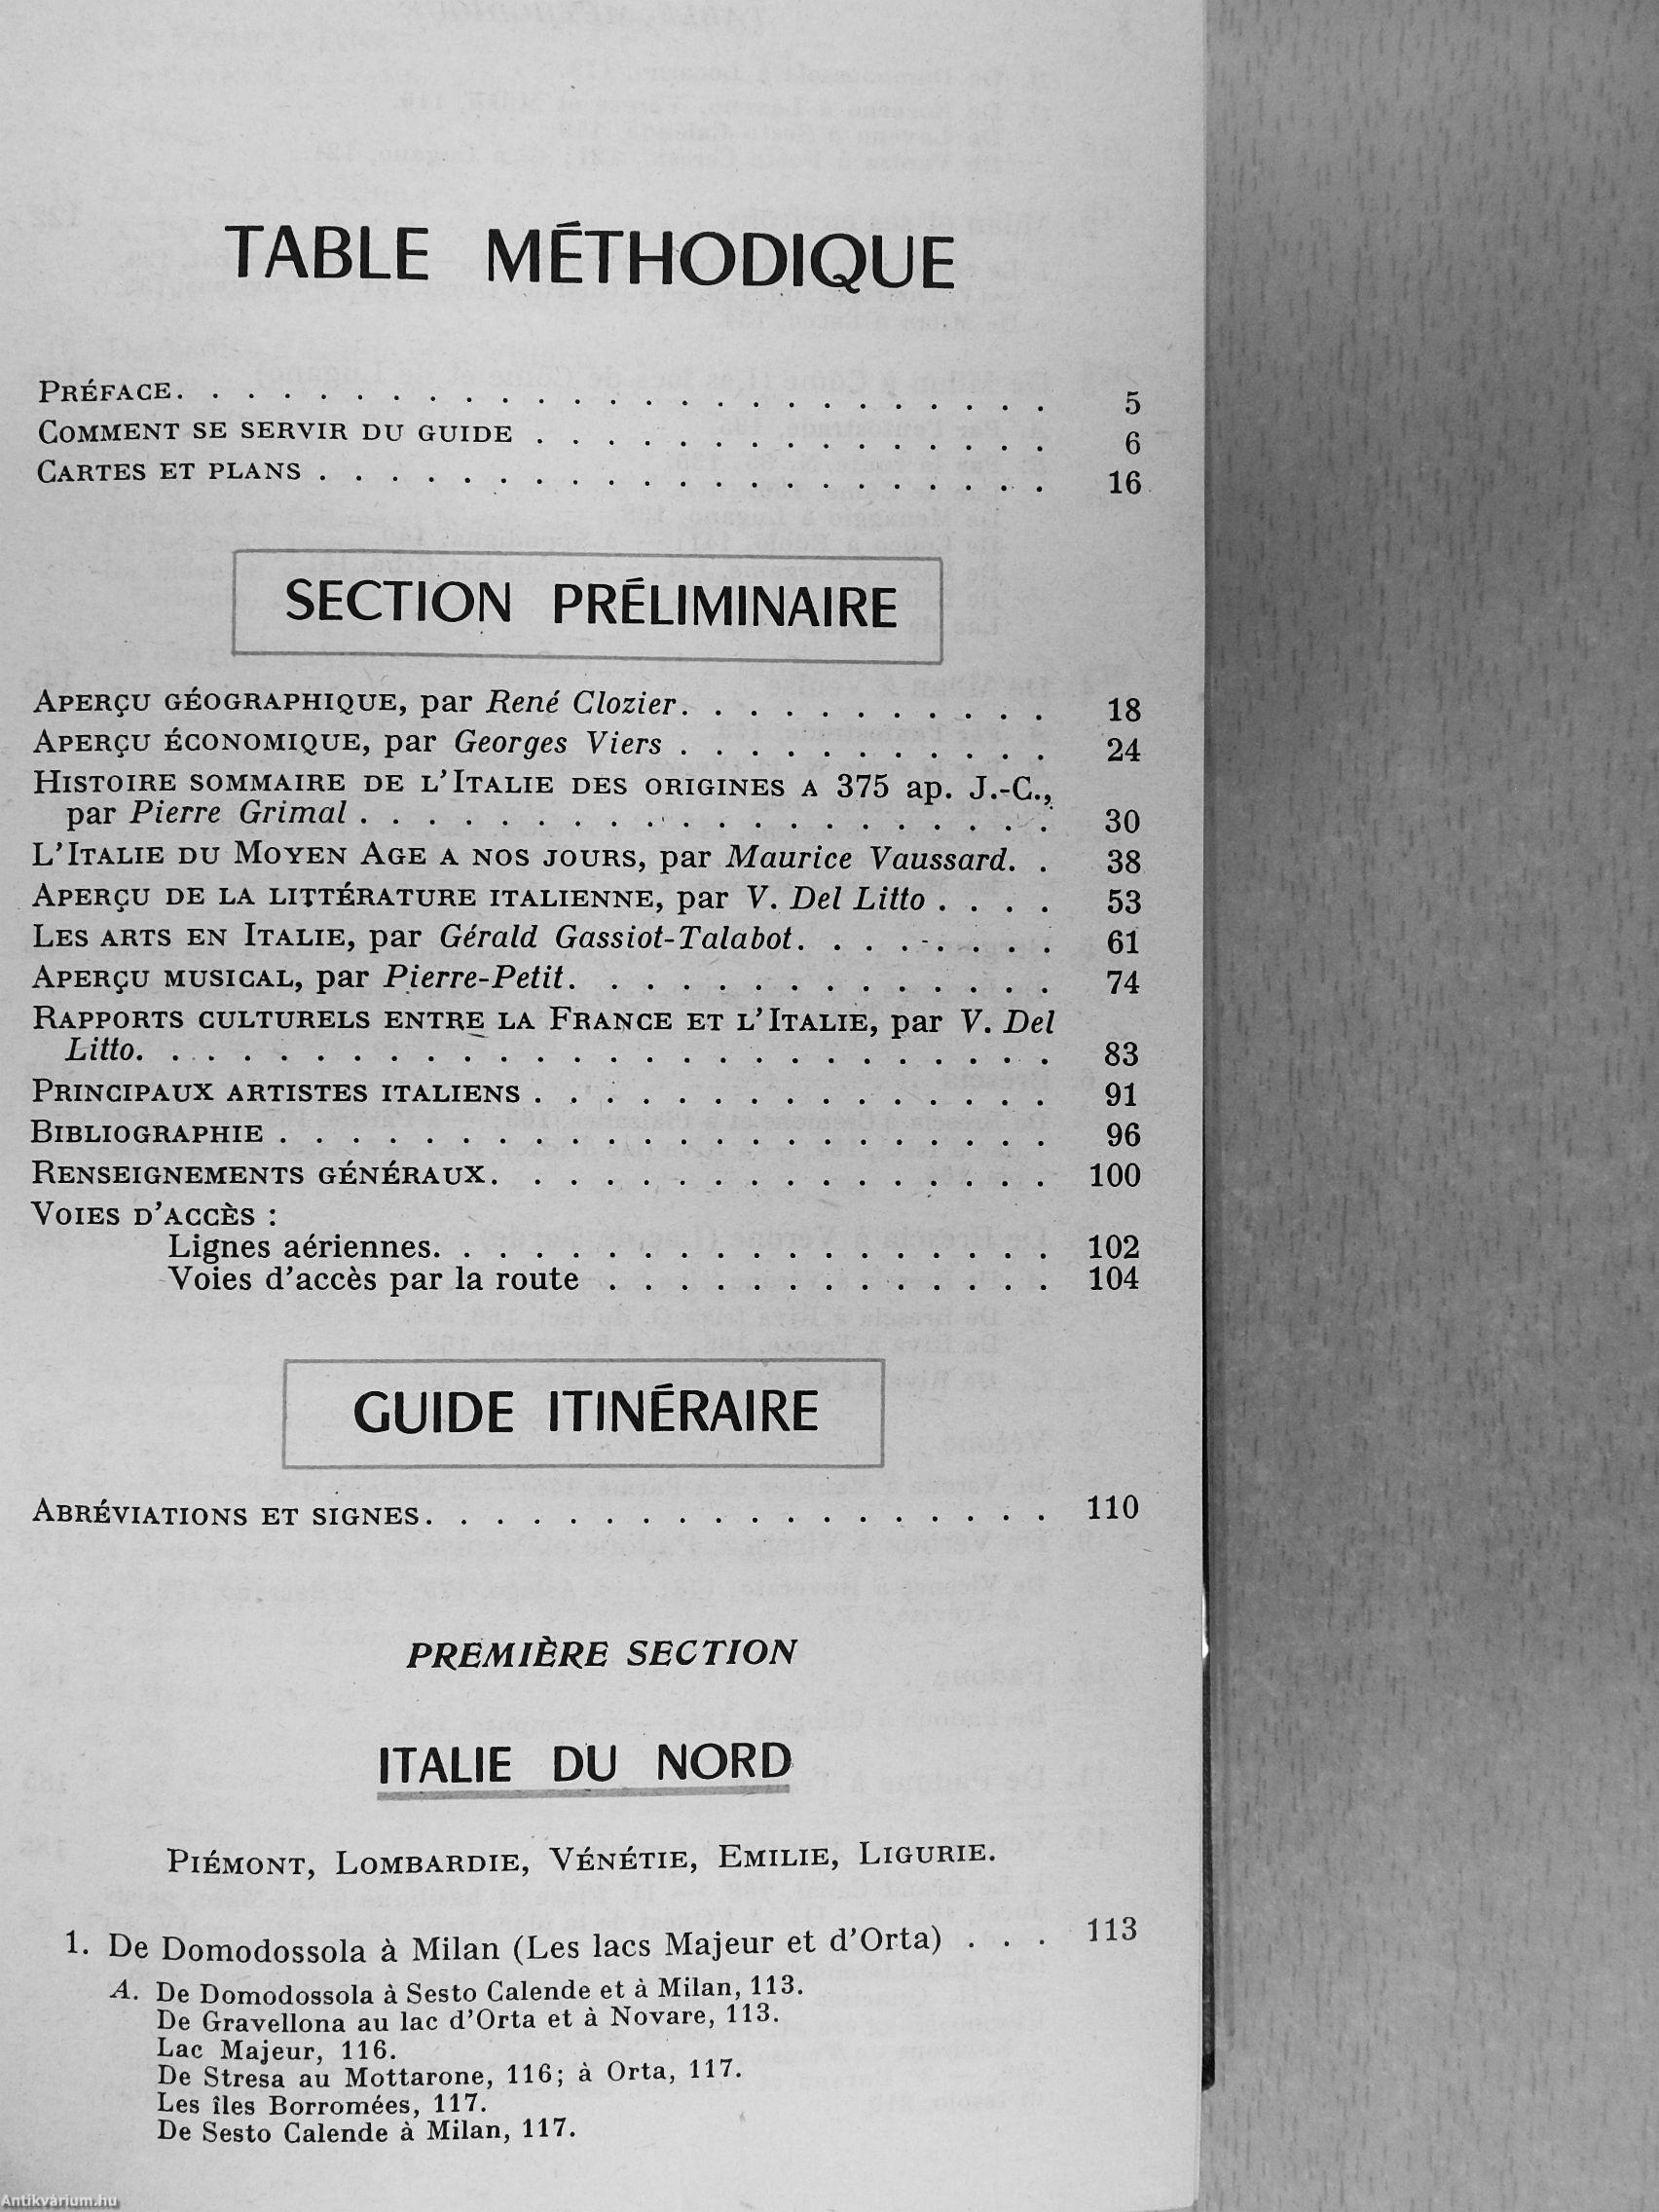 TABLE MÉTHODIQUE
PRÉFACE. . . . . . . . . . . . . . . . . . . . . . . . . 5
COMMENT SE SERVIR DU GUIDE . . . . . . . . . . . . . . . 6
CARTES ET PLANS . . . . . . . . . . . . . . . . . . . . . 16
SECTION PRÉLIMINAIRE
APERÇU GÉOGRAPHIQUE, par René Clozier. . . . . . . . . . . 18
APERÇU ÉCONOMIQUE, par Georges Viers . . . . . . . . . . . 24
HISTOIRE SOMMAIRE DE L'ITALIE DES ORIGINES A 375 ap. J.-C.,
par Pierre Grimal . . . . . . . . . . . . . . . . . . . . 30
L'ITALIE DU MOYEN AGE A NOS JOURS, par Maurice Vaussard. . 38
APERÇU DE LA LITTÉRATURE ITALIENNE, par V. Del Litto . . . . 53
LES ARTS EN ITALIE, par Gérald Gassiot-Talabot. . . . . . . . 61
APERÇU MUSICAL, par Pierre-Petit. . . . . . . . . . . . . . 74
RAPPORTS CULTURELS ENTRE LA FRANCE ET L'ITALIE, par V. Del
Litto. . . . . . . . . . . . . . . . . . . . . . . . . . 83
PRINCIPAUX ARTISTES ITALIENS . . . . . . . . . . . . . . . 91
BIBLIOGRAPHIE . . . . . . . . . . . . . . . . . . . . . . 96
RENSEIGNEMENTS GÉNÉRAUX. . . . . . . . . . . . . . . . 100
VOIES D'ACCÈS :
Lignes aériennes. . . . . . . . . . . . . . . . . . 102
Voies d'accès par la route . . . . . . . . . . . . . 104
GUIDE ITINÉRAIRE
ABRÉVIATIONS ET SIGNES. . . . . . . . . . . . . . . . . . 110
PREMIÈRE SECTION
ITALIE DU NORD
PIÉMONT, LOMBARDIE, VÉNÉTIE, EMILIE, LIGURIE.
1. De Domodossola à Milan (Les lacs Majeur et d'Orta) . . . 113
A. De Domodossola à Sesto Calende et à Milan, 113.
De Gravellona au lac d'Orta et à Novare, 113.
Lac Majeur, 116.
De Stresa au Mottarone, 116; à Orta, 117.
Les îles Borromées, 117.
De Sesto Calende à Milan, 117.
Antikvárium.hu